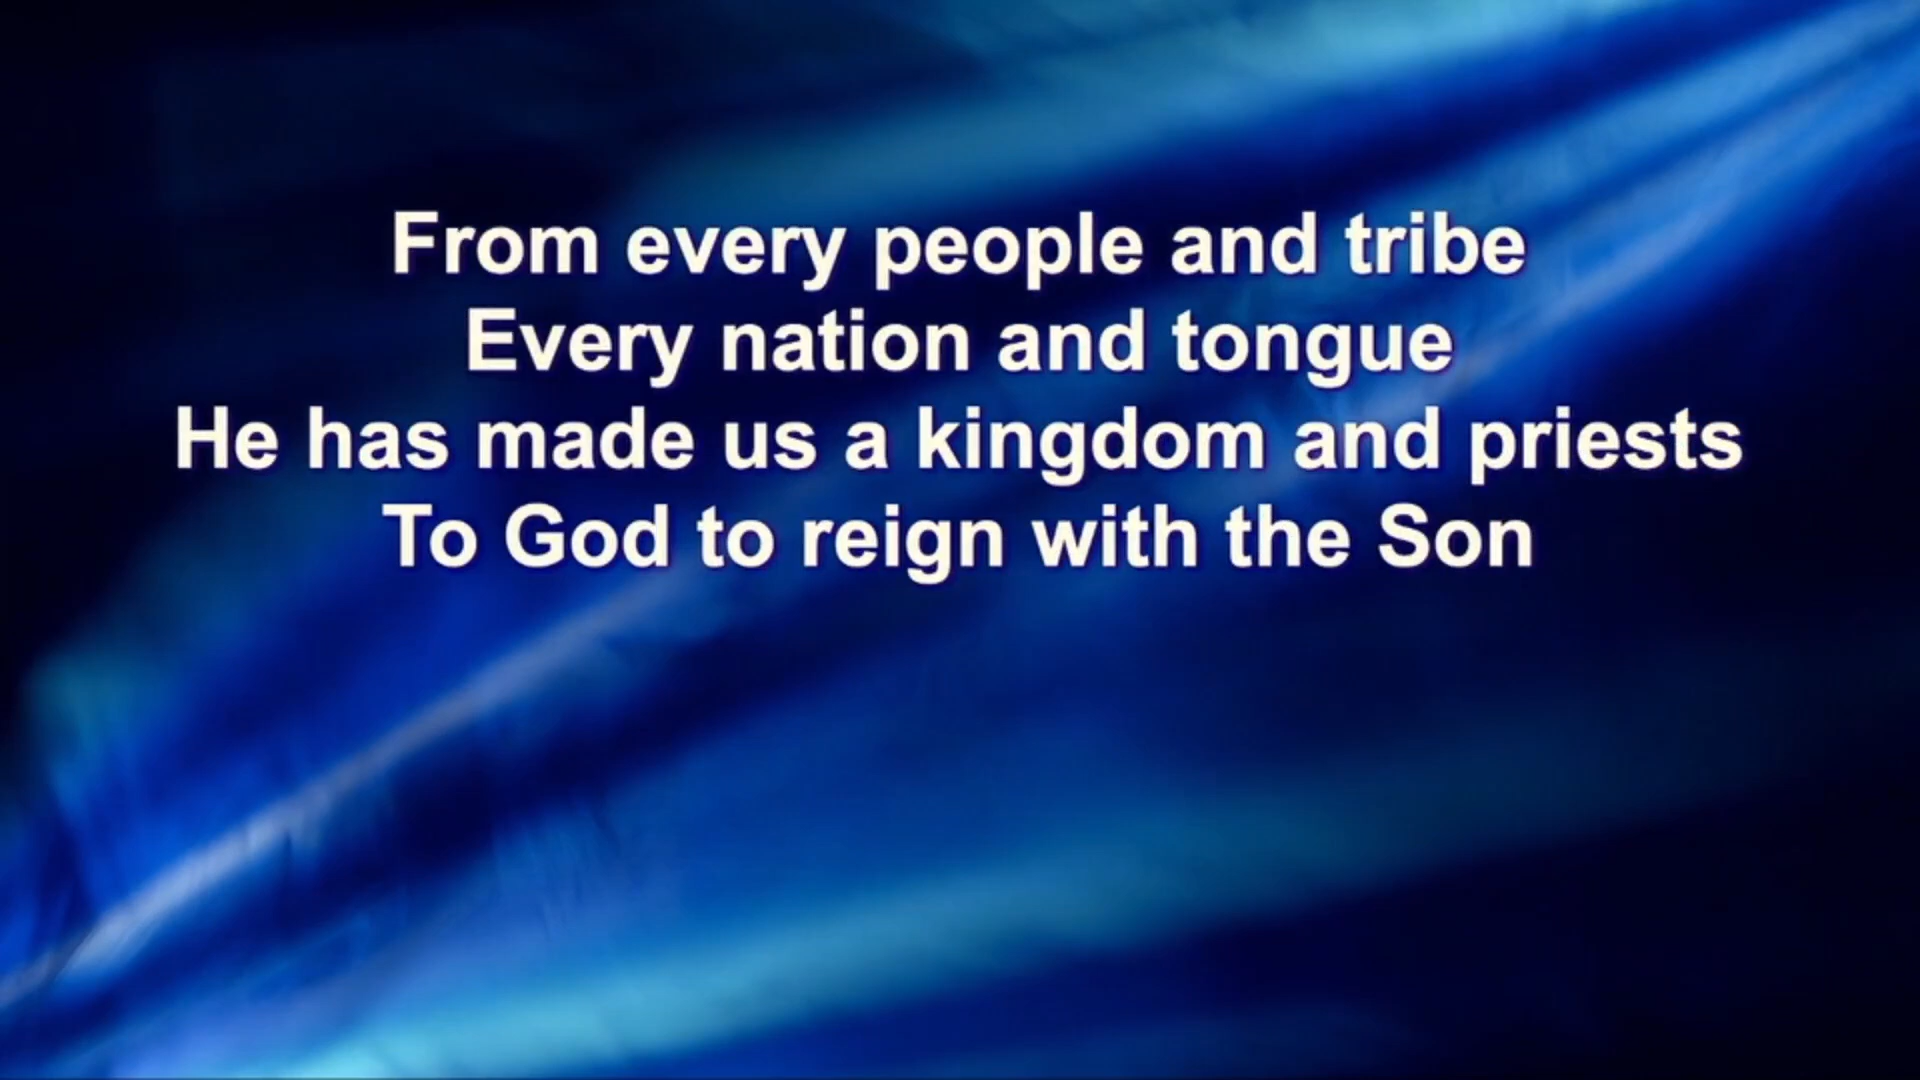 From every people and tribe
Every nation and tongue
He has made us a kingdom and priests
To God to reign with the Son